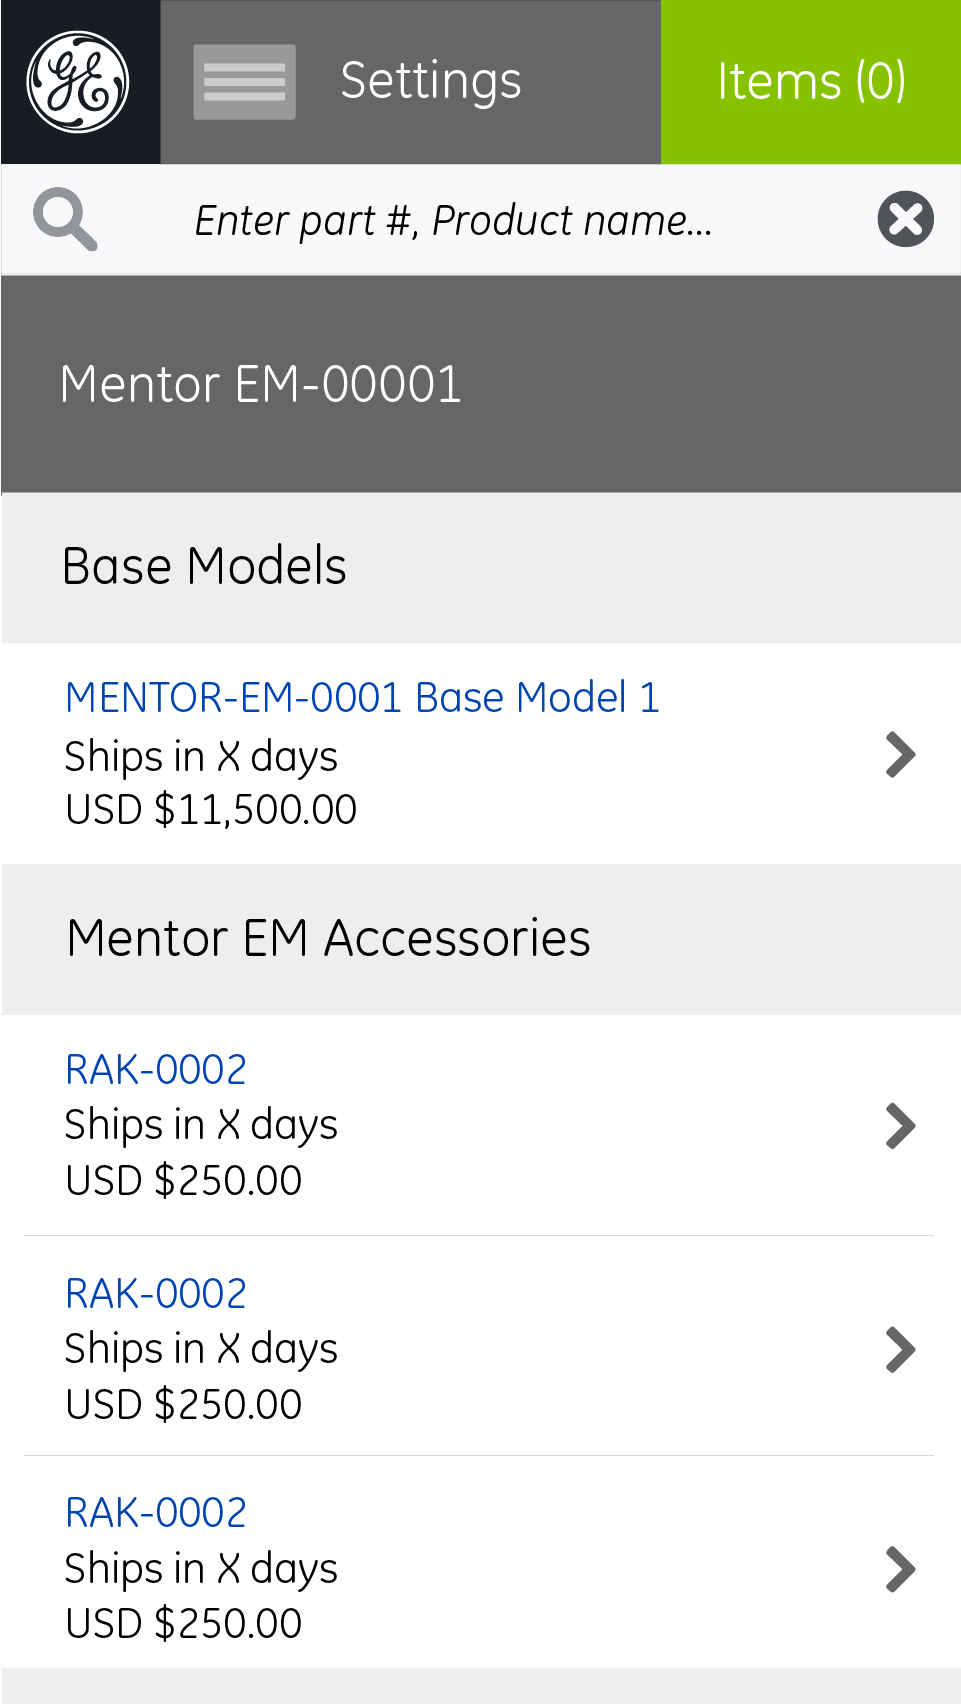 GE
Settings
Items (0)
Enter part #, Product name...
Mentor EM-00001
Base Models
MENTOR-EM-0001 Base Model 1
Ships in X days
USD $11,500.00
Mentor EM Accessories
RAK-0002
Ships in X days
USD $250.00
RAK-0002
Ships in X days
USD $250.00
RAK-0002
Ships in X days
USD $250.00